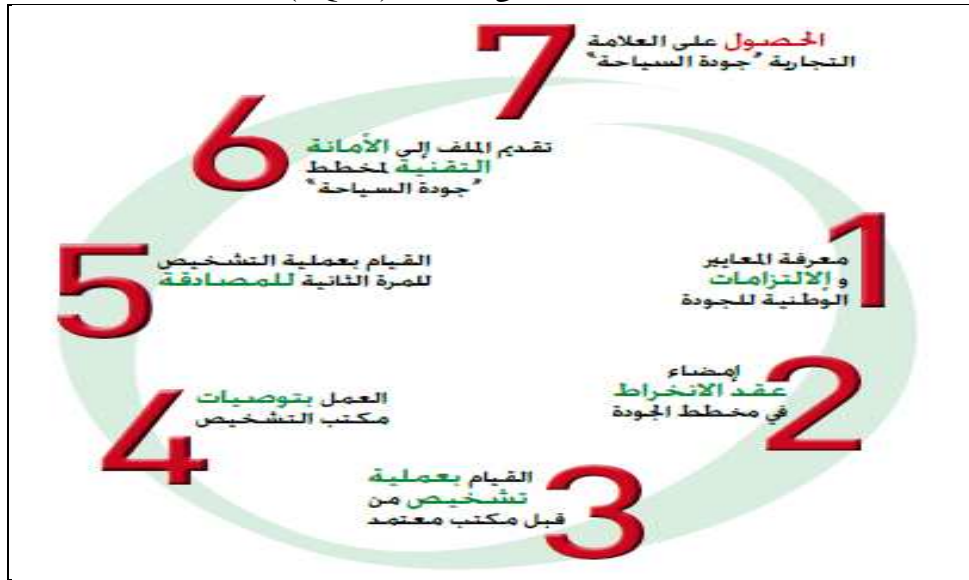 7
الحصول على العلامة
التجارية "جودة السياحة"
6
تقديم الملف إلى الأمانة
التقنية لمخطط
"جودة السياحة"
5
القيام بعملية التشخيص
للمرة الثانية للمصادقة
4
العمل بتوصيات
مكتب التشخيص
3
القيام بعملية
تشخيص من
قبل مكتب معتمد
2
إمضاء
عقد الانخراط
في مخطط الجودة
1
معرفة المعايير
و الالتزامات
الوطنية للجودة